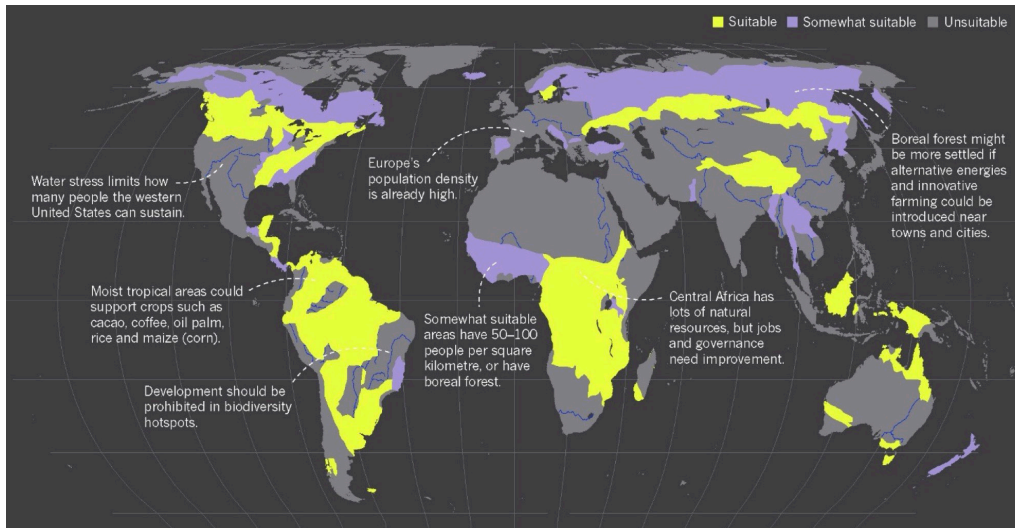 Suitable
Somewhat suitable
Unsuitable
Water stress limits how
many people the western
United States can sustain.
Europe's
population density
is already high.
Boreal forest might
be more settled if
alternative energies
and innovative
farming could be
introduced near
towns and cities.
Moist tropical areas could
support crops such as
cacao, coffee, oil palm,
rice and maize (corn).
Somewhat suitable
areas have 50–100
people per square
kilometre, or have
boreal forest.
Central Africa has
lots of natural
resources, but jobs
and governance
need improvement.
Development should be
prohibited in biodiversity
hotspots.